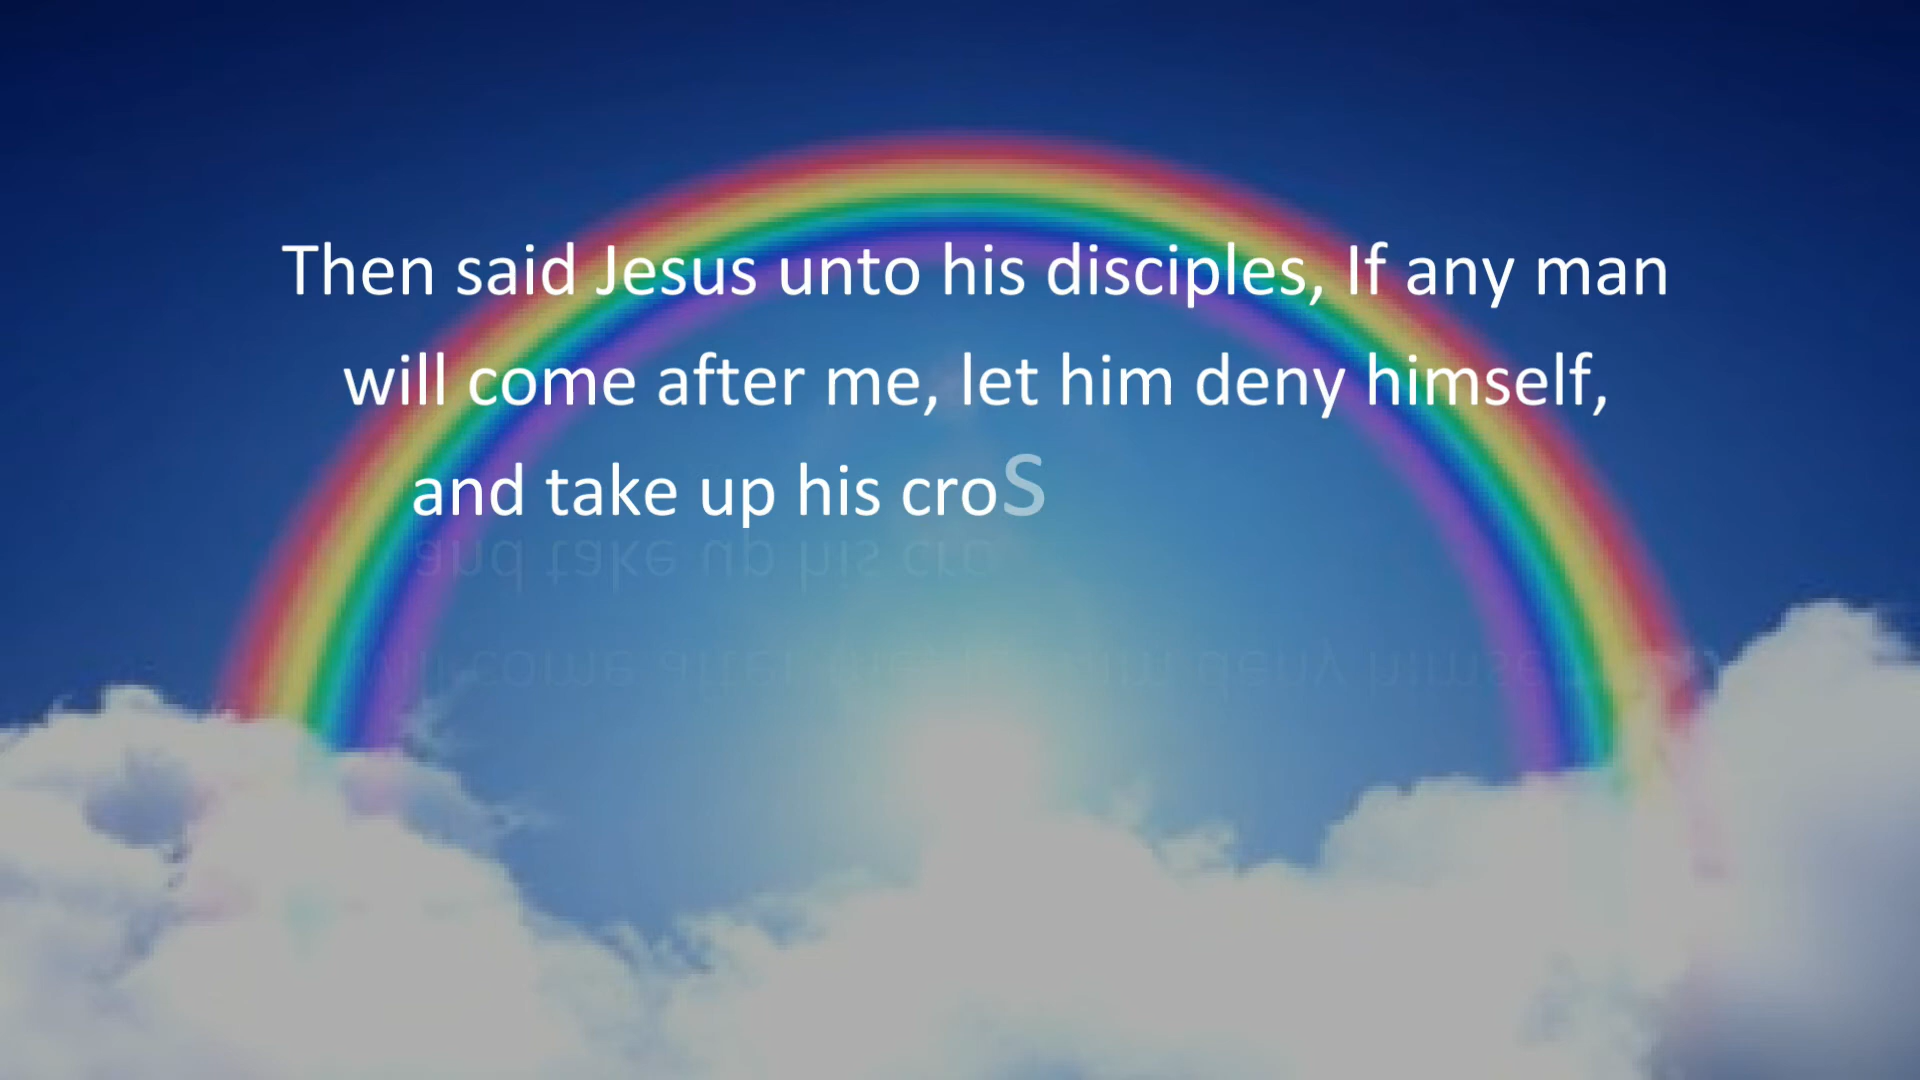 Then said Jesus unto his disciples, If any man
will come after me, let him deny himself,
and take up his cros